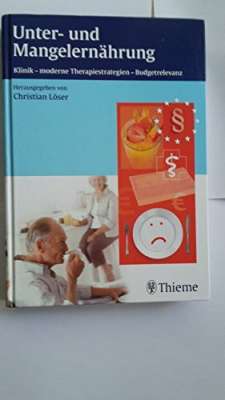 Unter- und
Mangelernährung
Klinik – moderne Therapiestrategien – Budgetrelevanz
Herausgegeben von
Christian Löser
§
€
Thieme